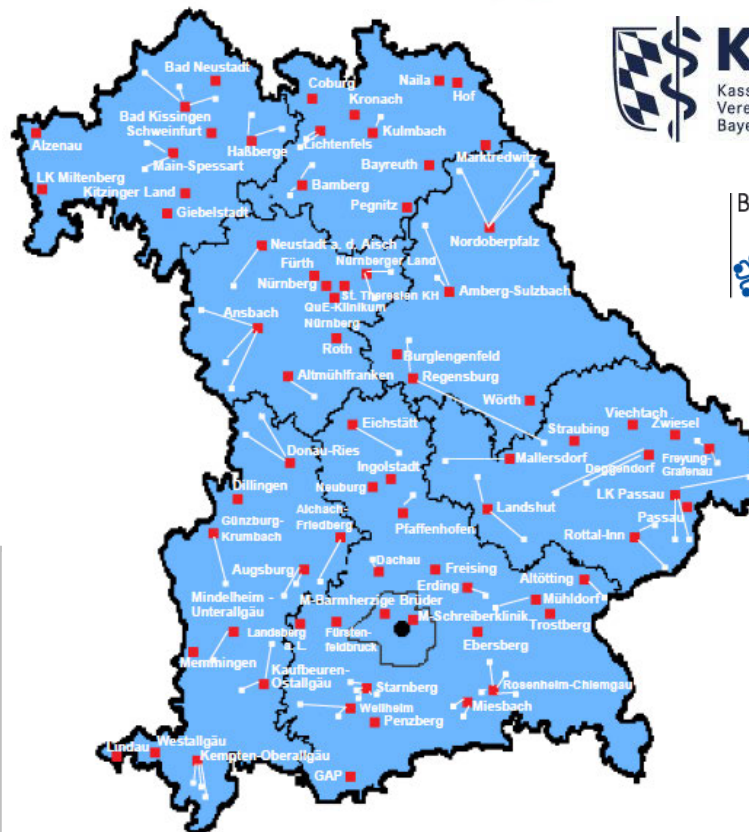 K
Kass
Vere
Baye
B
Bad Neustadt
Coburg
Naila
Hof
Kronach
Bad Kissingen
Schweinfurt
Alzenau
Haßberge
Lichtenfels
Kulmbach
Main-Spessart
Bayreuth
Marktredwitz
LK Miltenberg
Kitzinger Land
Bamberg
Pegnitz
Giebelstadt
Nordoberpfalz
Neustadt a. d. Aisch
Fürth
Nürnberger Land
Nürnberg
St. Theresien KH
QuE-Klinikum
Nürnberg
Amberg-Sulzbach
Ansbach
Roth
Burglengenfeld
Altmühlfranken
Regensburg
Wörth
Viechtach
Eichstätt
Straubing
Zwiesel
Donau-Ries
Mallersdorf
Deggendorf
Freyung-
Grafenau
Ingolstadt
Dillingen
Neuburg
LK Passau
Aichach-
Friedberg
Landshut
Passau
Günzburg-
Krumbach
Pfaffenhofen
Rottal-Inn
Dachau
Freising
Augsburg
Erding
Altötting
Mindelheim -
Unterallgäu
M-Barmherzige Brüder
Mühldorf
M-Schreiberklinik
Trostberg
Landsberg
a. L.
Fürsten-
feldbruck
Ebersberg
Memmingen
Kaufbeuren-
Ostallgäu
Starnberg
Rosenheim-Chiemgau
Weilheim
Miesbach
Penzberg
Lindau
Westallgäu
Kempten-Oberallgäu
GAP